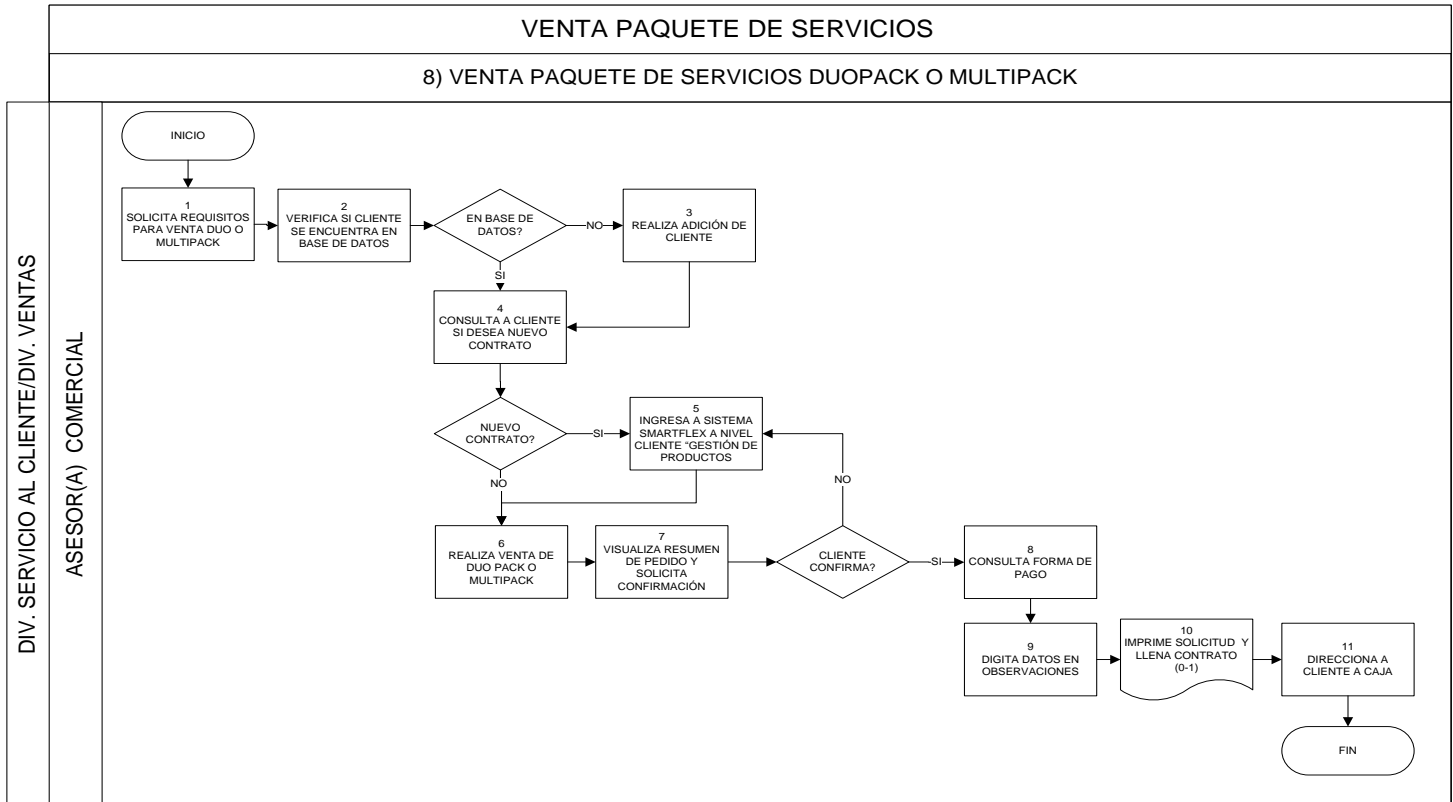 VENTA PAQUETE DE SERVICIOS
8) VENTA PAQUETE DE SERVICIOS DUOPACK O MULTIPACK
DIV. SERVICIO AL CLIENTE/DIV. VENTAS
ASESOR(A) COMERCIAL
INICIO
1
SOLICITA REQUISITOS
PARA VENTA DUO O
MULTIPACK
2
VERIFICA SI CLIENTE
SE ENCUENTRA EN
BASE DE DATOS
EN BASE DE
DATOS?
NO
3
REALIZA ADICIÓN DE
CLIENTE
SI
4
CONSULTA A CLIENTE
SI DESEA NUEVO
CONTRATO
NUEVO
CONTRATO?
SI
5
INGRESA A SISTEMA
SMARTFLEX A NIVEL
CLIENTE “GESTIÓN DE
PRODUCTOS
NO
NO
6
REALIZA VENTA DE
DUO PACK O
MULTIPACK
7
VISUALIZA RESUMEN
DE PEDIDO Y
SOLICITA
CONFIRMACIÓN
CLIENTE
CONFIRMA?
SI
8
CONSULTA FORMA DE
PAGO
9
DIGITA DATOS EN
OBSERVACIONES
10
IMPRIME SOLICITUD Y
LLENA CONTRATO
(0-1)
11
DIRECCIONA A
CLIENTE A CAJA
FIN